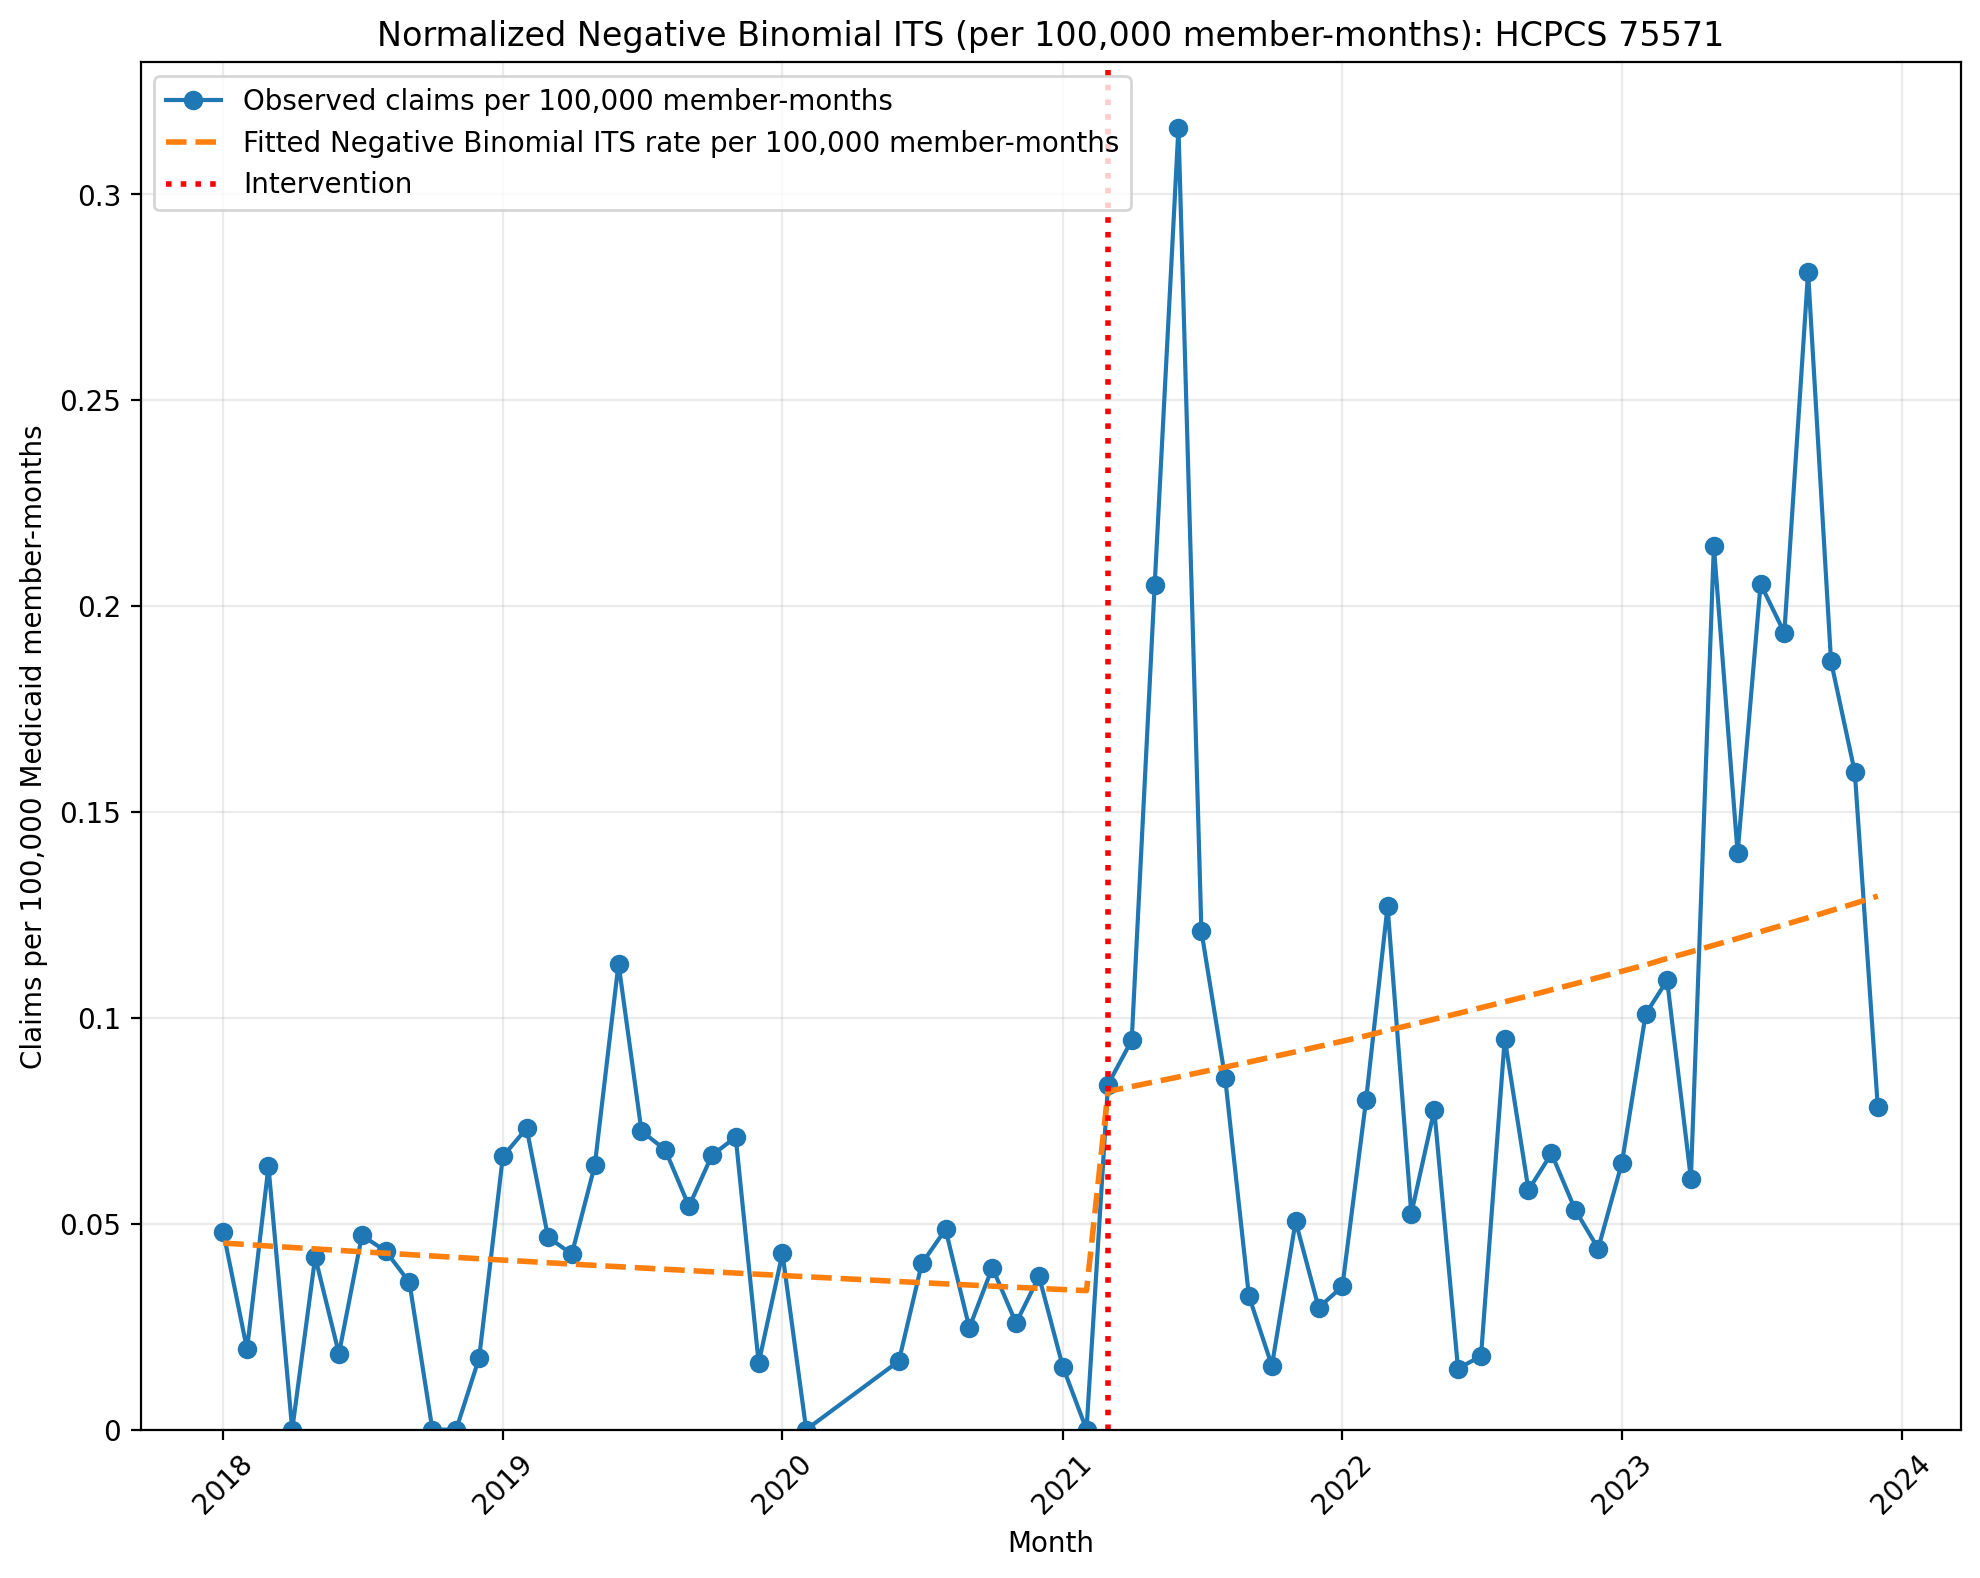 Normalized Negative Binomial ITS (per 100,000 member-months): HCPCS 75571
Observed claims per 100,000 member-months
Fitted Negative Binomial ITS rate per 100,000 member-months
Intervention
Claims per 100,000 Medicaid member-months
0.3
0.25
0.2
0.15
0.1
0.05
0
2018
2019
2020
2021
2022
2023
2024
Month